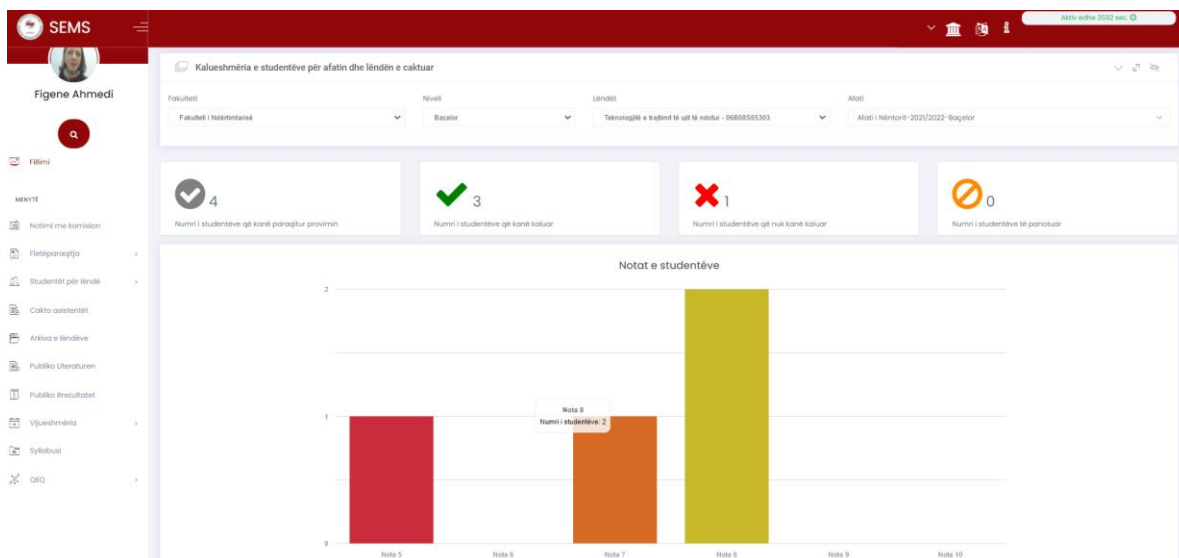 SEMS
Aktiv edhe 3592 sec
Figene Ahmedi
Fillimi
MENYTË
Notimi me komision
Fletëparaqitja
Studentët për lëndë
Cakto asistentët
Arkiva e lëndëve
Publiko Literaturen
Publiko Rrezultatet
Vijueshmëria
Syllabusi
QEQ
Kalueshmëria e studentëve për afatin dhe lëndën e caktuar
Fakulteti
Niveli
Lëndët
Afati
Fakulteti i Ndërtimtarisë
Baçelor
Teknologjitë e trajtimit të ujit të ndotur - 06B08505303
Afati i Nëntorit-2021/2022-Baçelor
4
Numri i studentëve që kanë paraqitur provimin
3
Numri i studentëve që kanë kaluar
1
Numri i studentëve që nuk kanë kaluar
0
Numri i studentëve të panotuar
Notat e studentëve
2
1
0
Nota 8
Numri i studentëve: 2
Nota 5
Nota 6
Nota 7
Nota 8
Nota 9
Nota 10